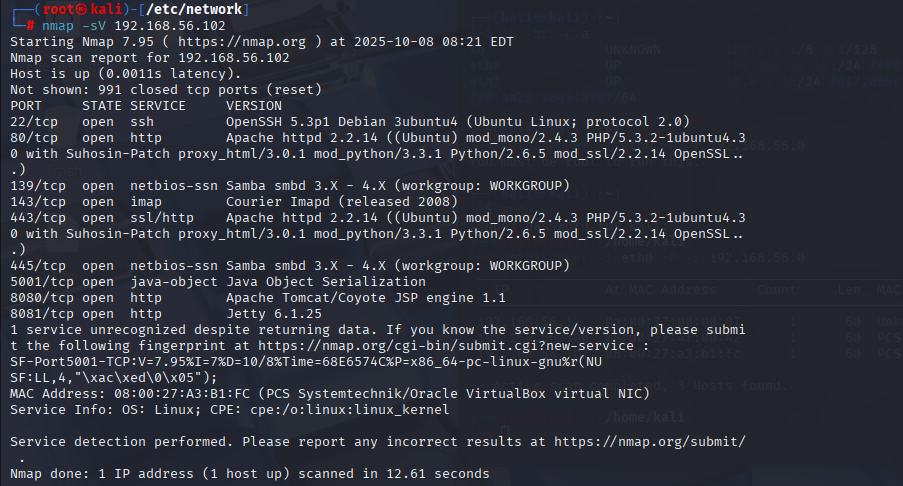 ┌──(root㉿kali)-[/etc/network]
└─# nmap -sV 192.168.56.102
Starting Nmap 7.95 ( https://nmap.org ) at 2025-10-08 08:21 EDT
Nmap scan report for 192.168.56.102
Host is up (0.0011s latency).
Not shown: 991 closed tcp ports (reset)
PORT     STATE SERVICE     VERSION
22/tcp   open  ssh         OpenSSH 5.3p1 Debian 3ubuntu4 (Ubuntu Linux; protocol 2.0)
80/tcp   open  http        Apache httpd 2.2.14 ((Ubuntu) mod_mono/2.4.3 PHP/5.3.2-1ubuntu4.3
0 with Suhosin-Patch proxy_html/3.0.1 mod_python/3.3.1 Python/2.6.5 mod_ssl/2.2.14 OpenSSL..
.)
139/tcp  open  netbios-ssn Samba smbd 3.X - 4.X (workgroup: WORKGROUP)
143/tcp  open  imap        Courier Imapd (released 2008)
443/tcp  open  ssl/http    Apache httpd 2.2.14 ((Ubuntu) mod_mono/2.4.3 PHP/5.3.2-1ubuntu4.3
0 with Suhosin-Patch proxy_html/3.0.1 mod_python/3.3.1 Python/2.6.5 mod_ssl/2.2.14 OpenSSL..
.)
445/tcp  open  netbios-ssn Samba smbd 3.X - 4.X (workgroup: WORKGROUP)
5001/tcp open  java-object Java Object Serialization
8080/tcp open  http        Apache Tomcat/Coyote JSP engine 1.1
8081/tcp open  http        Jetty 6.1.25
1 service unrecognized despite returning data. If you know the service/version, please submi
t the following fingerprint at https://nmap.org/cgi-bin/submit.cgi?new-service :
SF-Port5001-TCP:V=7.95%I=7%D=10/8%Time=68E6574C%P=x86_64-pc-linux-gnu%r(NU
SF:LL,4,"\xac\xed\0\x05");
MAC Address: 08:00:27:A3:B1:FC (PCS Systemtechnik/Oracle VirtualBox virtual NIC)
Service Info: OS: Linux; CPE: cpe:/o:linux:linux_kernel

Service detection performed. Please report any incorrect results at https://nmap.org/submit/
 .
Nmap done: 1 IP address (1 host up) scanned in 12.61 seconds